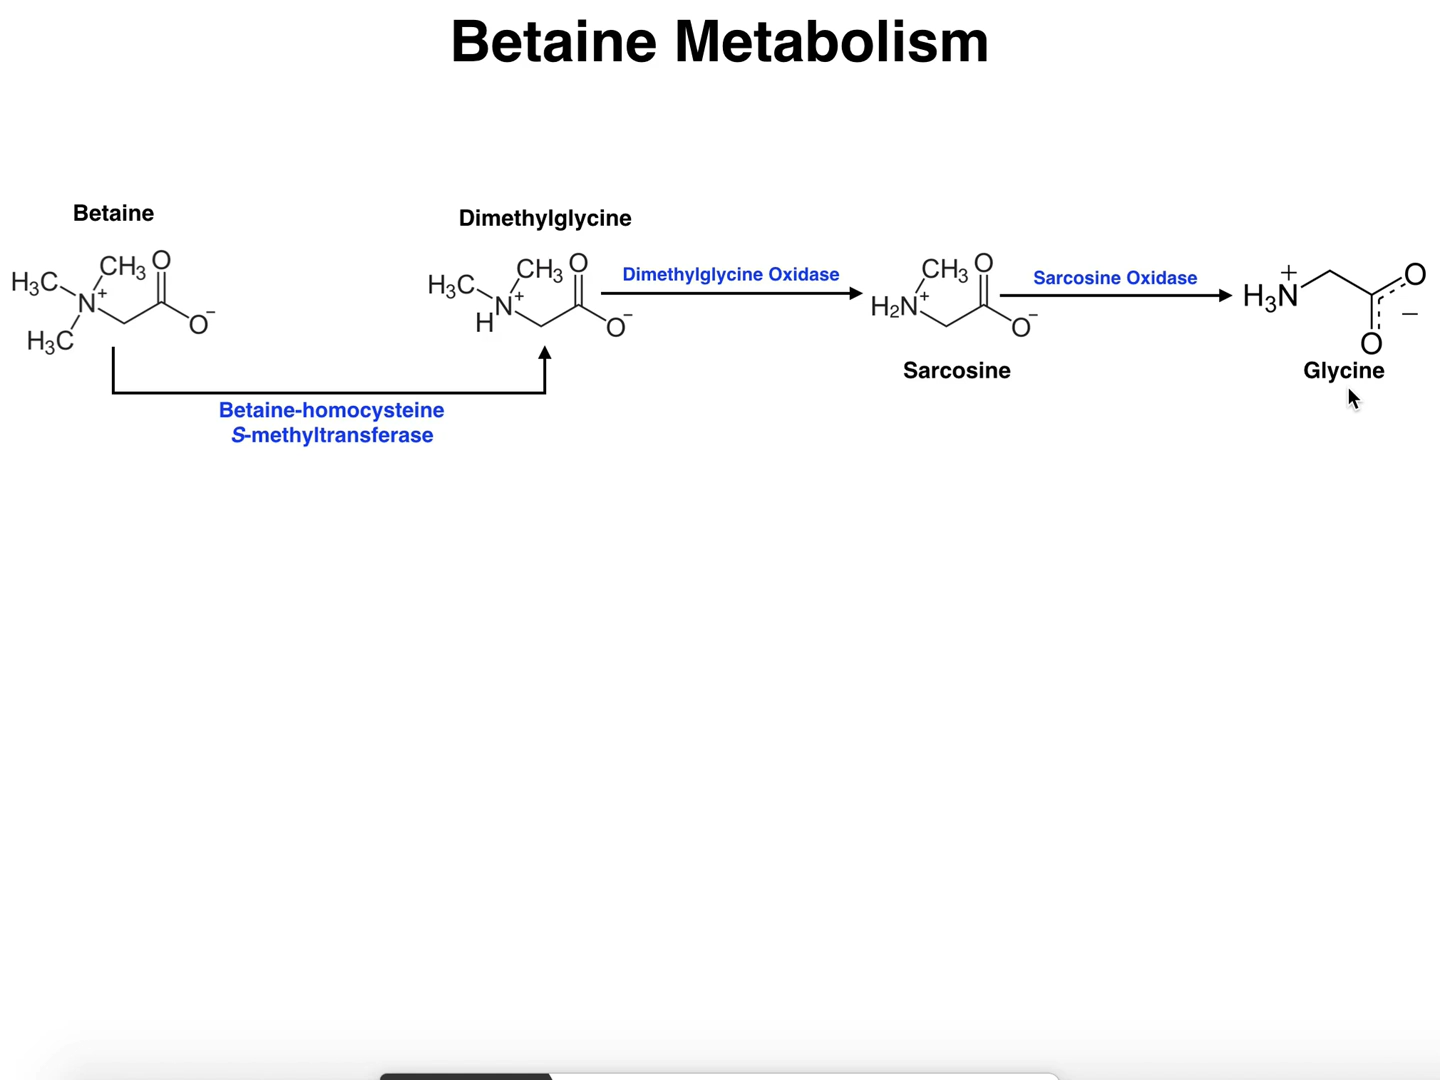 Betaine Metabolism
Betaine
Dimethylglycine
H₃C
CH₃
O
N⁺
O⁻
H₃C
H₃C
CH₃
O
N⁺
H
O⁻
Dimethylglycine Oxidase
CH₃
O
H₂N⁺
O⁻
Sarcosine Oxidase
+
H₃N
O
−
O
Sarcosine
Glycine
Betaine-homocysteine
S-methyltransferase